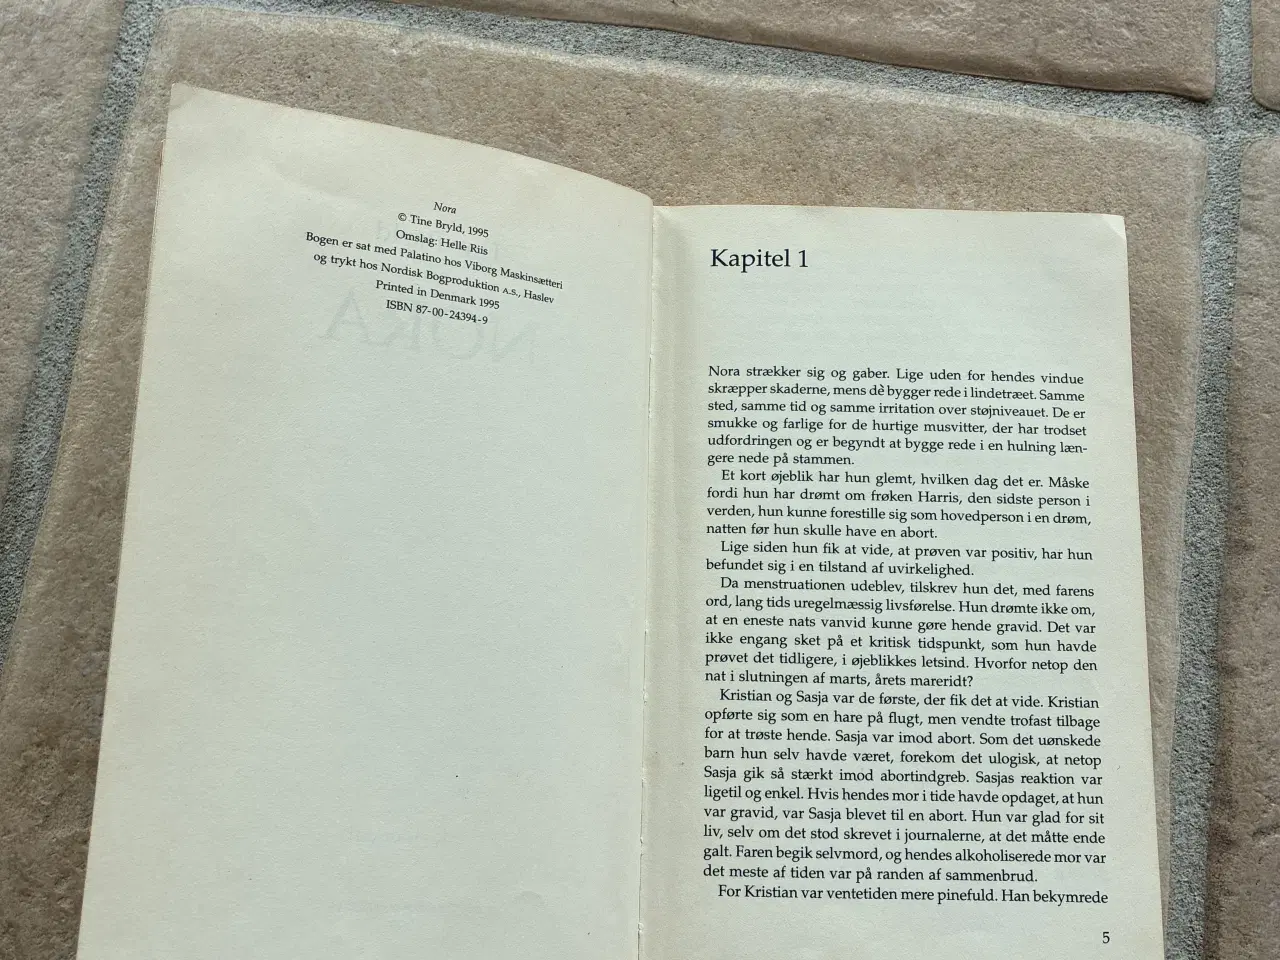 Nora
© Tine Bryld, 1995
Omslag: Helle Riis
Bogen er sat med Palatino hos Viborg Maskinsætteri
og trykt hos Nordisk Bogproduktion A.S., Haslev
Printed in Denmark 1995
ISBN 87-00-24394-9
NORA
Kapitel 1
Nora strækker sig og gaber. Lige uden for hendes vindue
skræpper skaderne, mens dè bygger rede i lindetræet. Samme
sted, samme tid og samme irritation over støjniveauet. De er
smukke og farlige for de hurtige musvitter, der har trodset
udfordringen og er begyndt at bygge rede i en hulning læn-
gere nede på stammen.
Et kort øjeblik har hun glemt, hvilken dag det er. Måske
fordi hun har drømt om frøken Harris, den sidste person i
verden, hun kunne forestille sig som hovedperson i en drøm,
natten før hun skulle have en abort.
Lige siden hun fik at vide, at prøven var positiv, har hun
befundet sig i en tilstand af uvirkelighed.
Da menstruationen udeblev, tilskrev hun det, med farens
ord, lang tids uregelmæssig livsførelse. Hun drømte ikke om,
at en eneste nats vanvid kunne gøre hende gravid. Det var
ikke engang sket på et kritisk tidspunkt, som hun havde
prøvet det tidligere, i øjeblikkes letsind. Hvorfor netop den
nat i slutningen af marts, årets mareridt?
Kristian og Sasja var de første, der fik det at vide. Kristian
opførte sig som en hare på flugt, men vendte trofast tilbage
for at trøste hende. Sasja var imod abort. Som det uønskede
barn hun selv havde været, forekom det ulogisk, at netop
Sasja gik så stærkt imod abortindgreb. Sasjas reaktion var
ligetil og enkel. Hvis hendes mor i tide havde opdaget, at hun
var gravid, var Sasja blevet til en abort. Hun var glad for sit
liv, selv om det stod skrevet i journalerne, at det måtte ende
galt. Faren begik selvmord, og hendes alkoholiserede mor var
det meste af tiden var på randen af sammenbrud.
For Kristian var ventetiden mere pinefuld. Han bekymrede
5